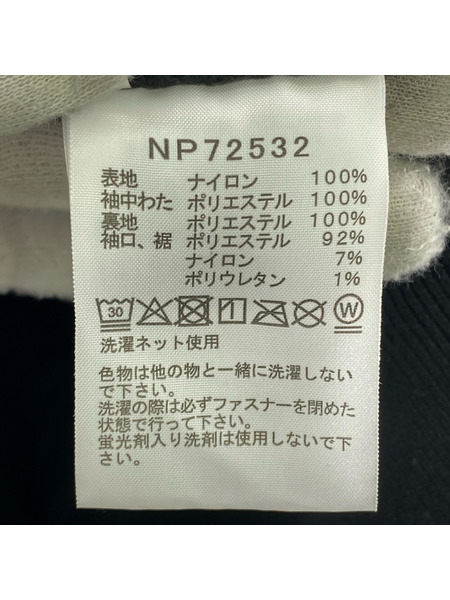 NP72532
表地 ナイロン 100%
袖中わた ポリエステル 100%
裏地 ポリエステル 100%
袖口、裾 ポリエステル 92%
ナイロン 7%
ポリウレタン 1%
30 W
洗濯ネット使用
色物は他の物と一緒に洗濯しない
で下さい。
洗濯の際は必ずファスナーを閉めた
状態で行って下さい。
蛍光剤入り洗剤は使用しないで下
さい。